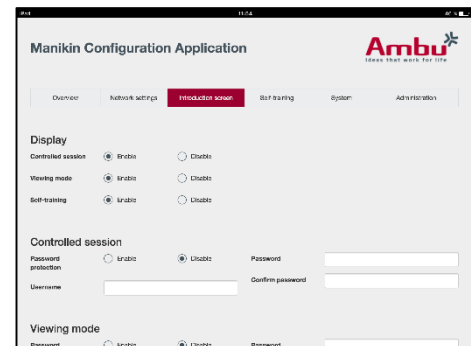 iPad 11:04
Manikin Configuration Application
Ambu
Ideas that work for life
Overview Network settings Introduction screen Self-training System Administration
Display
Controlled session Enable Disable
Viewing mode Enable Disable
Self-training Enable Disable
Controlled session
Password protection Enable Disable Password
Username Confirm password
Viewing mode
Password Enable Disable Password